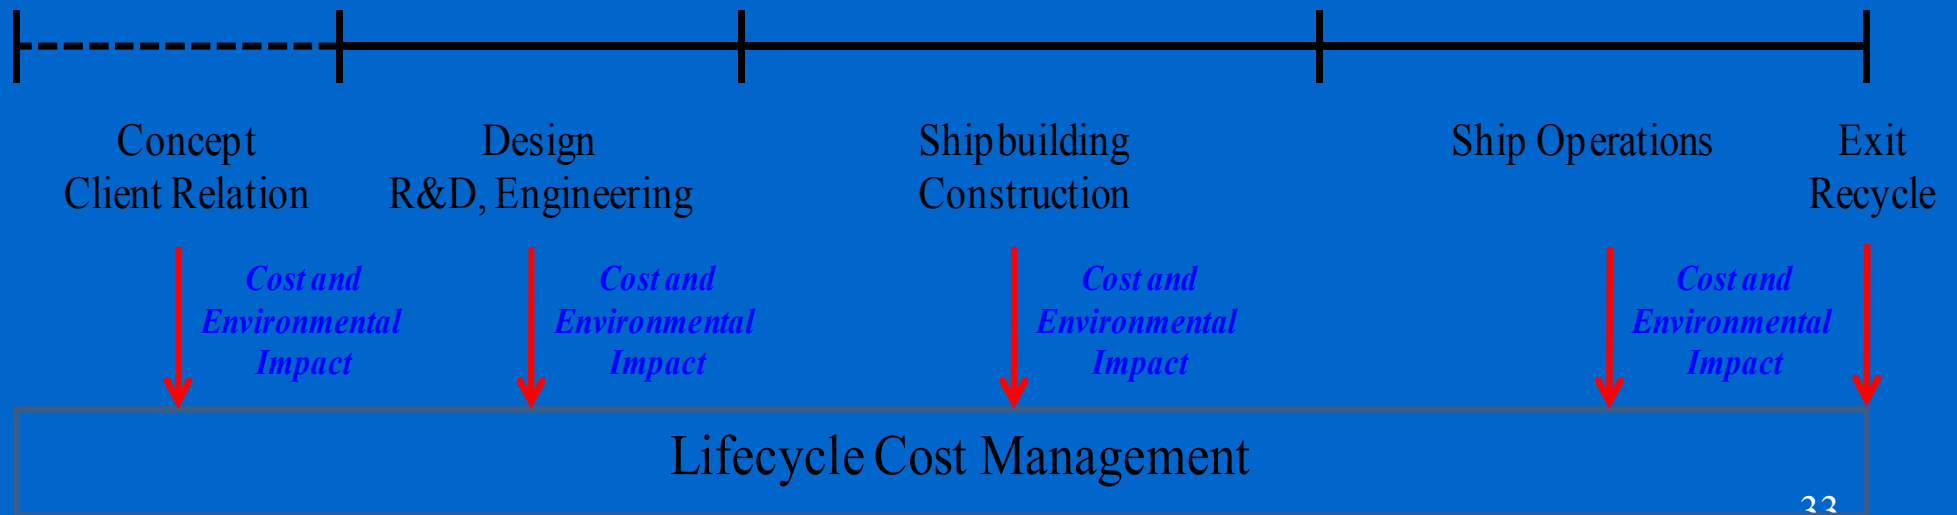 Concept
Client Relation
Design
R&D, Engineering
Shipbuilding
Construction
Ship Operations
Exit
Recycle
Cost and
Environmental
Impact
Cost and
Environmental
Impact
Cost and
Environmental
Impact
Cost and
Environmental
Impact
Lifecycle Cost Management
33